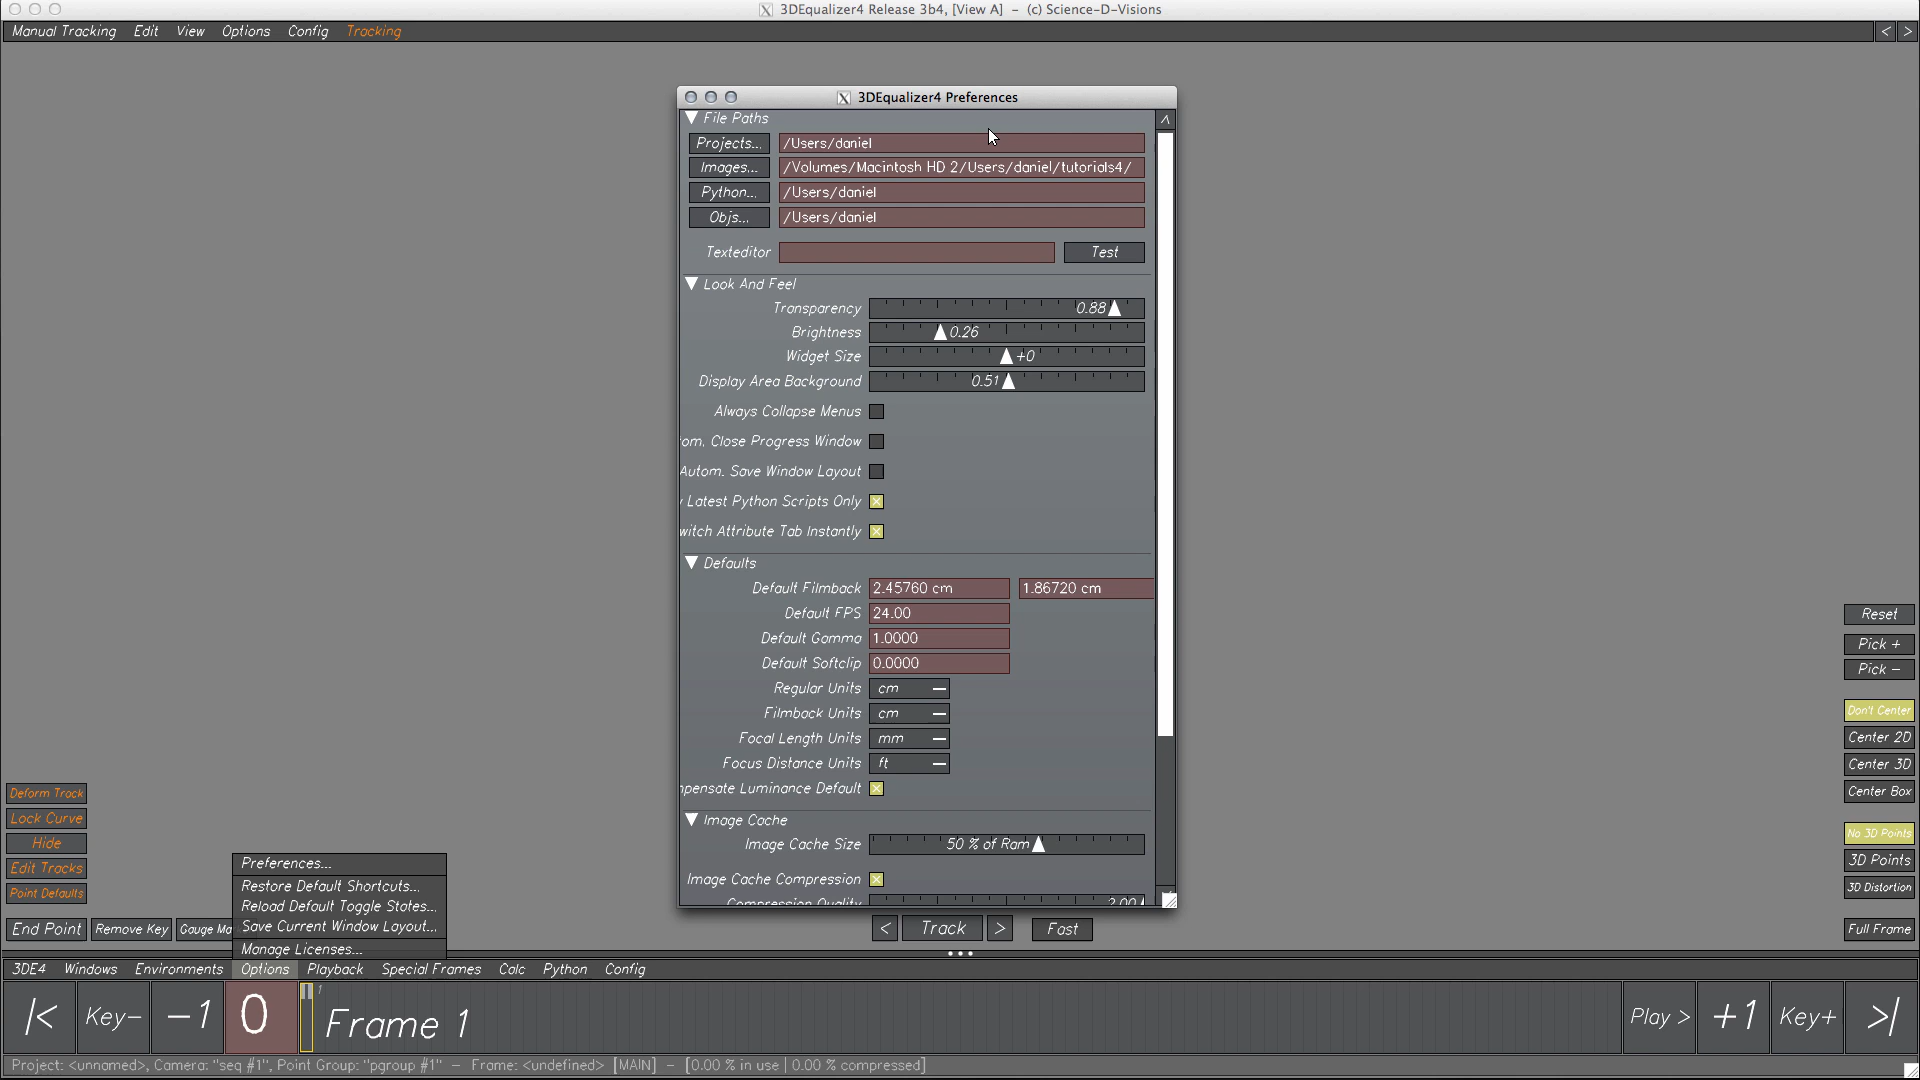 3DEqualizer4 Release 3b4, [View A]  -  (c) Science-D-Visions
Manual Tracking Edit View Options Config Tracking < >
3DEqualizer4 Preferences
File Paths
Projects... /Users/daniel
Images... /Volumes/Macintosh HD 2/Users/daniel/tutorials4/
Python... /Users/daniel
Objs... /Users/daniel
Texteditor Test
Look And Feel
Transparency 0.88
Brightness 0.26
Widget Size +0
Display Area Background 0.51
Always Collapse Menus
om. Close Progress Window
Autom. Save Window Layout
Latest Python Scripts Only
witch Attribute Tab Instantly
Defaults
Default Filmback 2.45760 cm 1.86720 cm
Default FPS 24.00
Default Gamma 1.0000
Default Softclip 0.0000
Regular Units cm
Filmback Units cm
Focal Length Units mm
Focus Distance Units ft
pensate Luminance Default
Image Cache
Image Cache Size 50 % of Ram
Image Cache Compression
Compression Quality 2.00
Reset
Pick +
Pick -
Don't Center
Center 2D
Center 3D
Center Box
No 3D Points
3D Points
3D Distortion
Full Frame
Deform Track
Lock Curve
Hide
Edit Tracks
Point Defaults
End Point Remove Key Gauge Ma
Preferences...
Restore Default Shortcuts...
Reload Default Toggle States...
Save Current Window Layout...
Manage Licenses...
< Track > Fast
3DE4 Windows Environments Options Playback Special Frames Calc Python Config
|< Key- -1 0 1 Frame 1 Play > +1 Key+ >|
Project: <unnamed>, Camera: "seq #1", Point Group: "pgroup #1"  -  Frame: <undefined>  [MAIN]  -  [0.00 % in use | 0.00 % compressed]